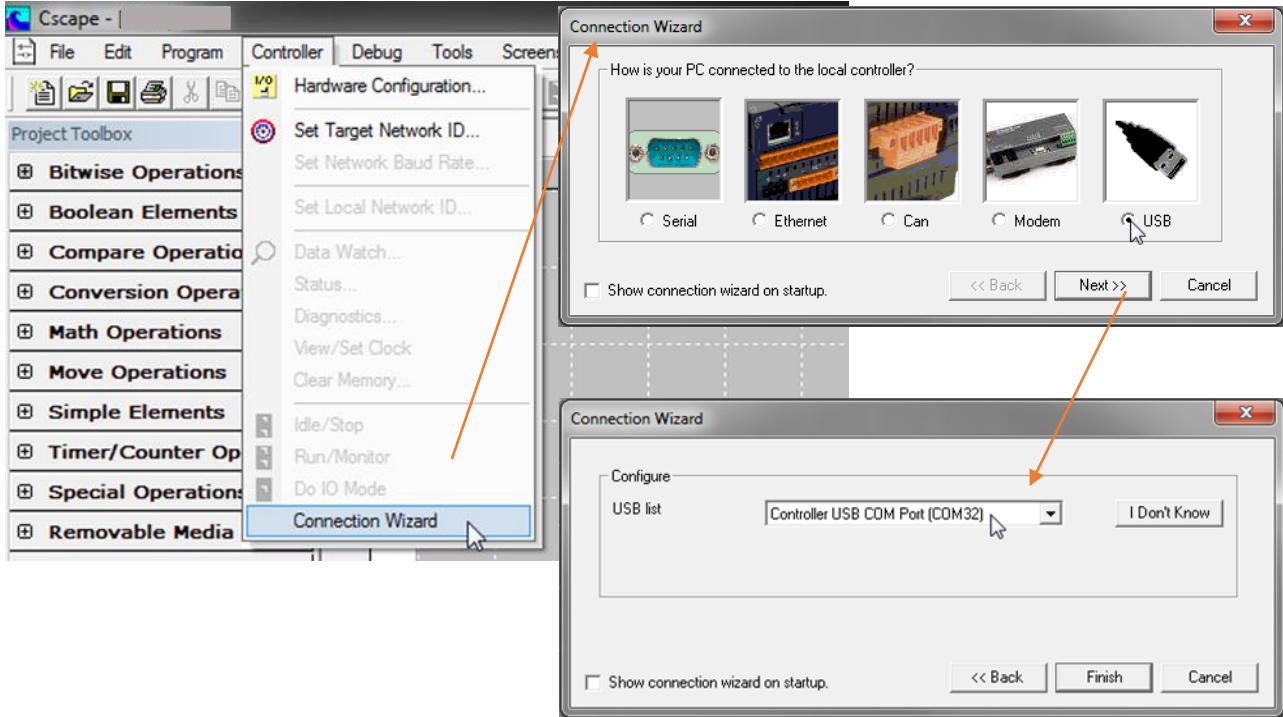 Cscape - [
File Edit Program Controller Debug Tools Screens
Project Toolbox
Bitwise Operations
Boolean Elements
Compare Operatio
Conversion Opera
Math Operations
Move Operations
Simple Elements
Timer/Counter Op
Special Operations
Removable Media
I/O
Hardware Configuration...
Set Target Network ID...
Set Network Baud Rate...
Set Local Network ID...
Data Watch...
Status...
Diagnostics...
View/Set Clock
Clear Memory...
Idle/Stop
Run/Monitor
Do IO Mode
Connection Wizard
Connection Wizard
How is your PC connected to the local controller?
Serial Ethernet Can Modem USB
Show connection wizard on startup.
<< Back Next >> Cancel
Connection Wizard
Configure
USB list Controller USB COM Port (COM32) I Don't Know
Show connection wizard on startup.
<< Back Finish Cancel